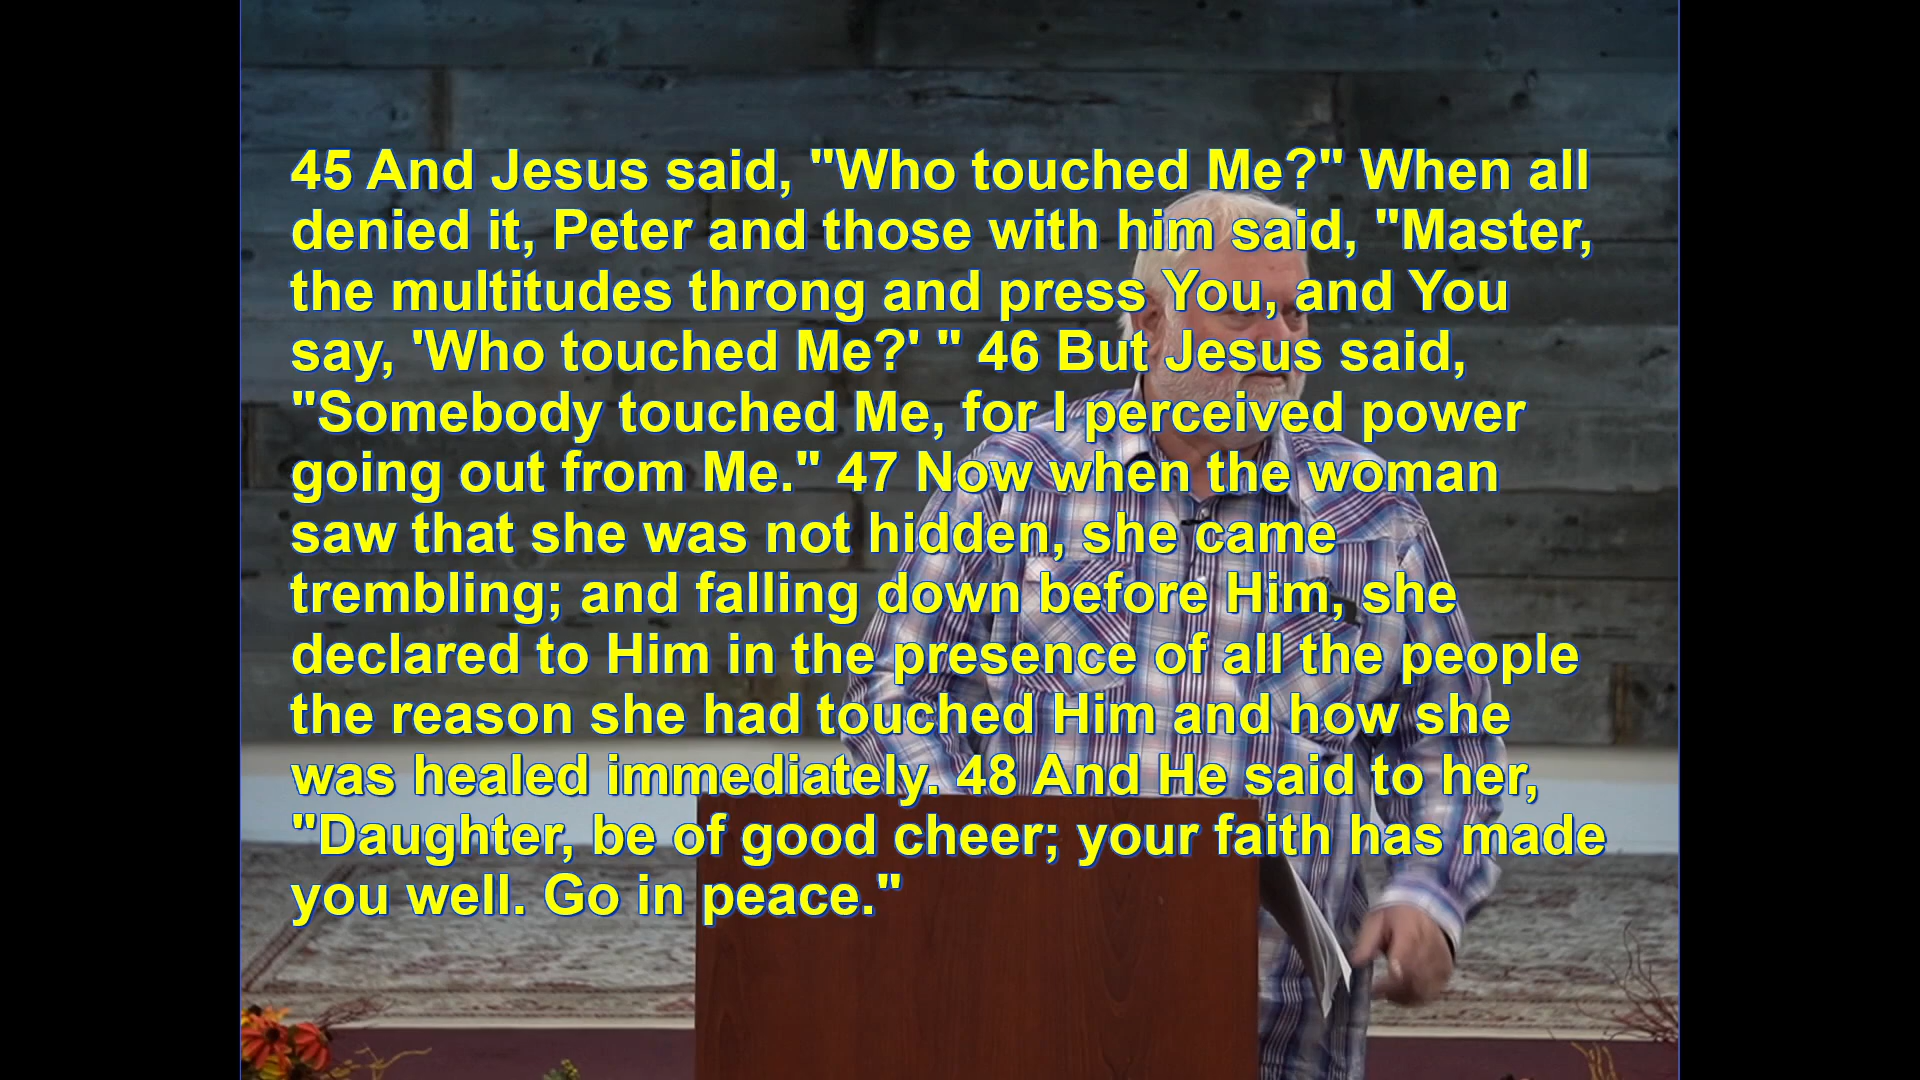 45 And Jesus said, "Who touched Me?" When all
denied it, Peter and those with him said, "Master,
the multitudes throng and press You, and You
say, 'Who touched Me?' " 46 But Jesus said,
"Somebody touched Me, for I perceived power
going out from Me." 47 Now when the woman
saw that she was not hidden, she came
trembling; and falling down before Him, she
declared to Him in the presence of all the people
the reason she had touched Him and how she
was healed immediately. 48 And He said to her,
"Daughter, be of good cheer; your faith has made
you well. Go in peace."